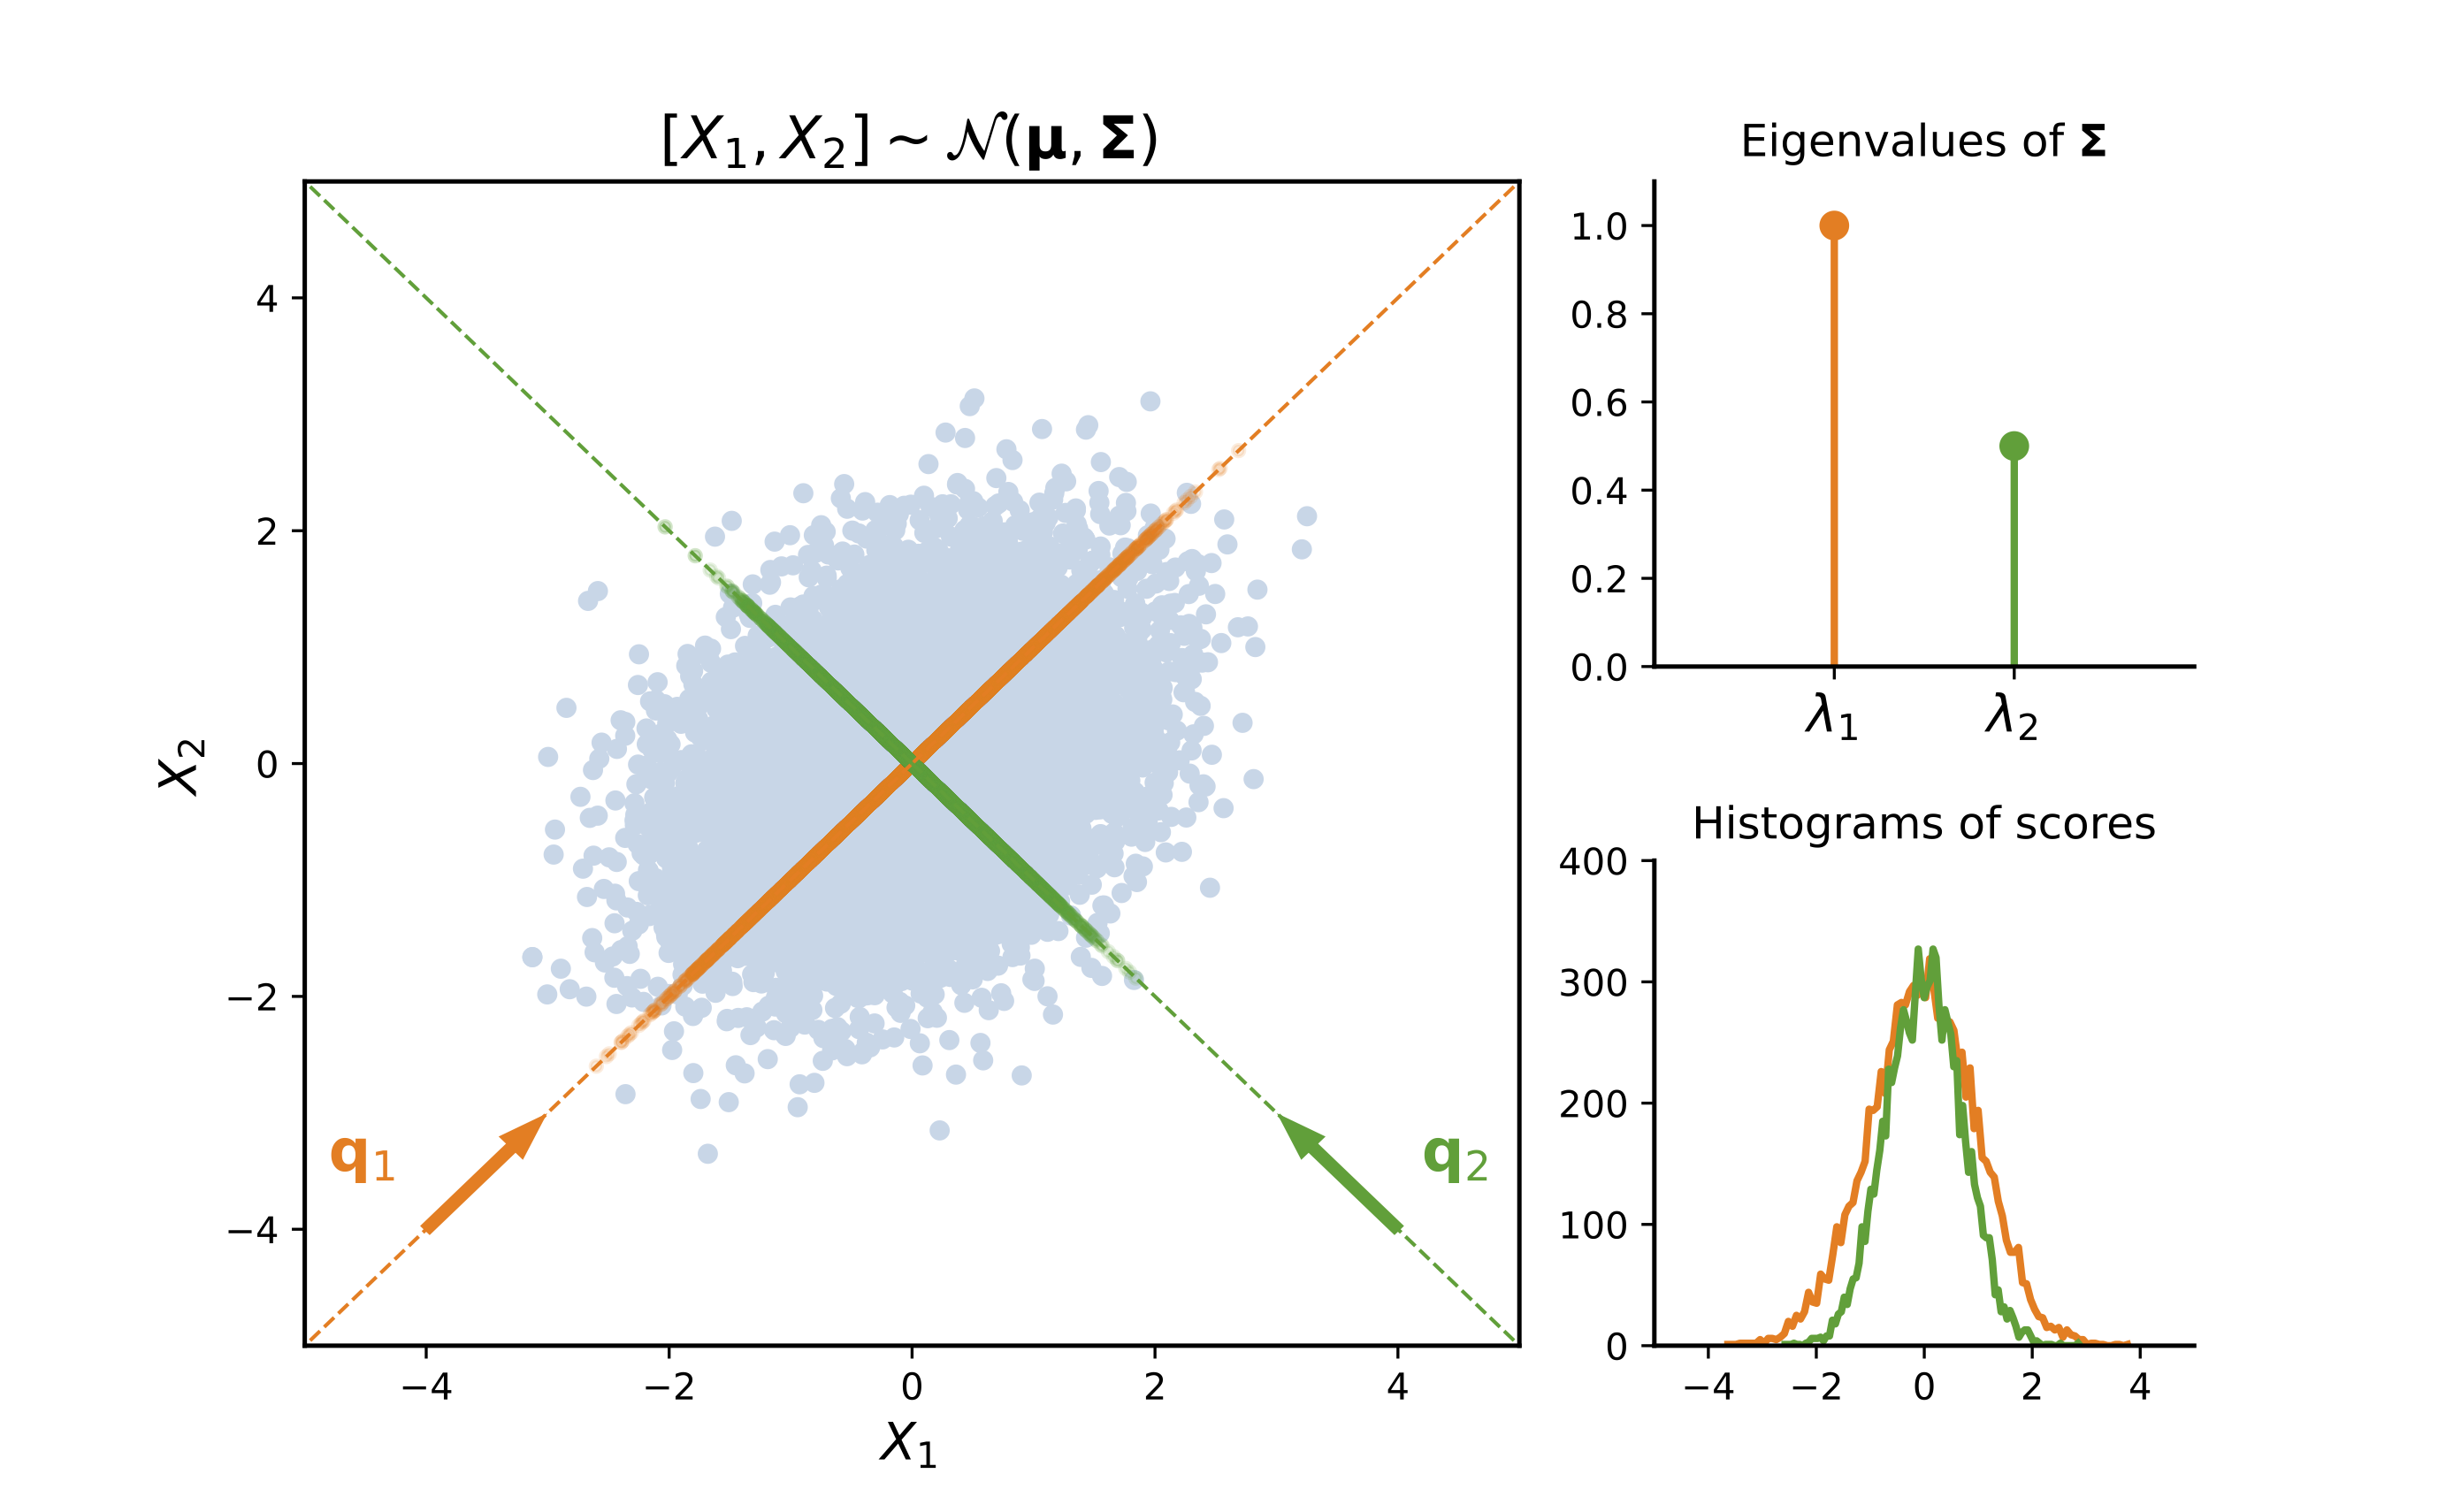 [X₁, X₂] ~ 𝒩(μ, Σ)
4
2
0
−2
−4
X₂
−4 −2 0 2 4
X₁
q₁
q₂
Eigenvalues of Σ
1.0
0.8
0.6
0.4
0.2
0.0
λ₁ λ₂
Histograms of scores
400
300
200
100
0
−4 −2 0 2 4